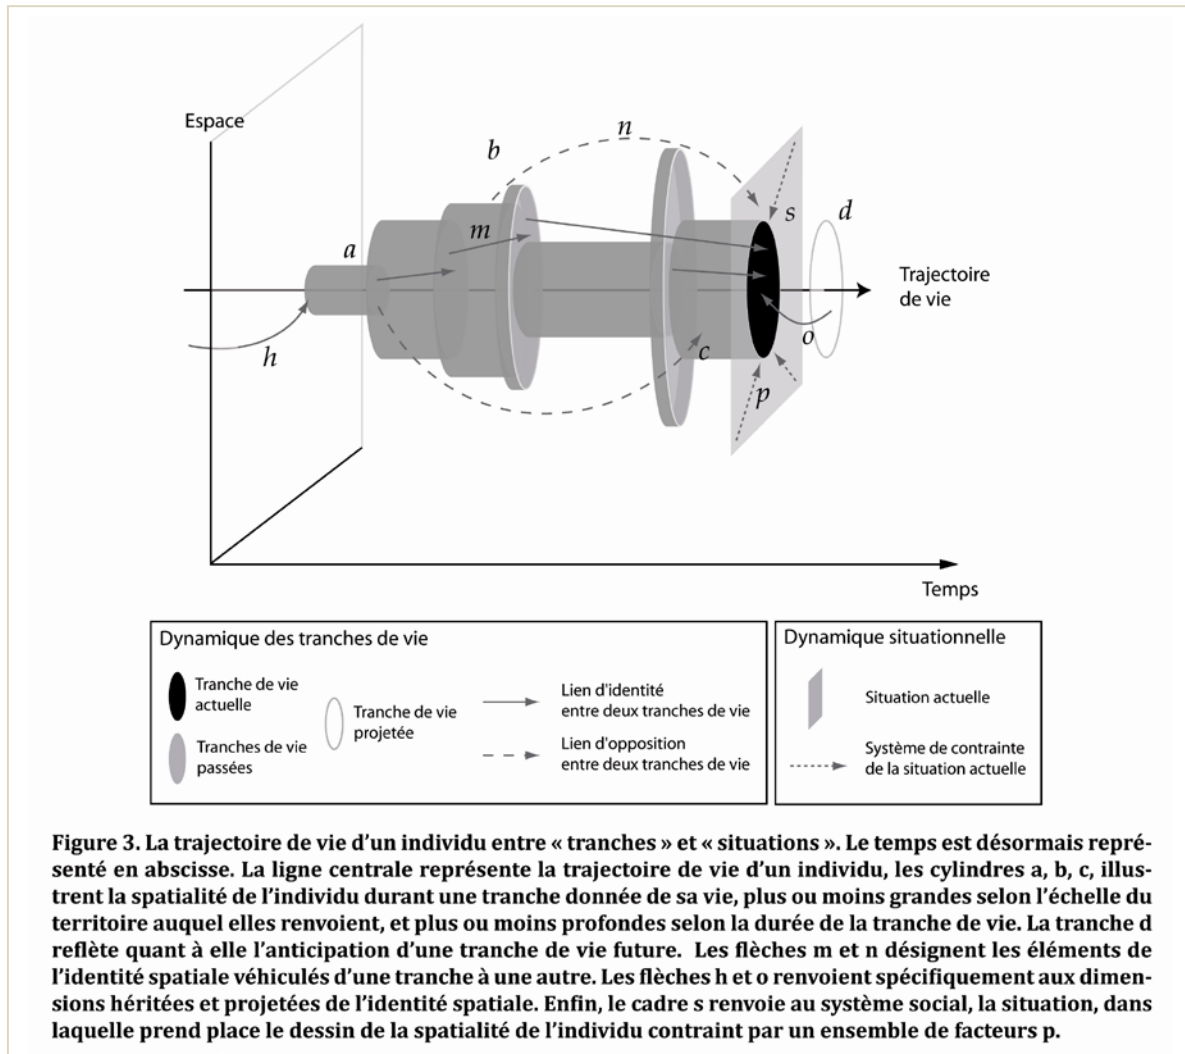 Espace
n
b
s
d
m
a
Trajectoire
de vie
o
h
c
p
Temps
Dynamique des tranches de vie
Tranche de vie
actuelle
Tranches de vie
passées
Tranche de vie
projetée
Lien d'identité
entre deux tranches de vie
Lien d'opposition
entre deux tranches de vie
Dynamique situationnelle
Situation actuelle
Système de contrainte
de la situation actuelle
Figure 3. La trajectoire de vie d’un individu entre « tranches » et « situations ». Le temps est désormais repré-
senté en abscisse. La ligne centrale représente la trajectoire de vie d’un individu, les cylindres a, b, c, illus-
trent la spatialité de l’individu durant une tranche donnée de sa vie, plus ou moins grandes selon l’échelle du
territoire auquel elles renvoient, et plus ou moins profondes selon la durée de la tranche de vie. La tranche d
reflète quant à elle l’anticipation d’une tranche de vie future. Les flèches m et n désignent les éléments de
l’identité spatiale véhiculés d’une tranche à une autre. Les flèches h et o renvoient spécifiquement aux dimen-
sions héritées et projetées de l’identité spatiale. Enfin, le cadre s renvoie au système social, la situation, dans
laquelle prend place le dessin de la spatialité de l’individu contraint par un ensemble de facteurs p.